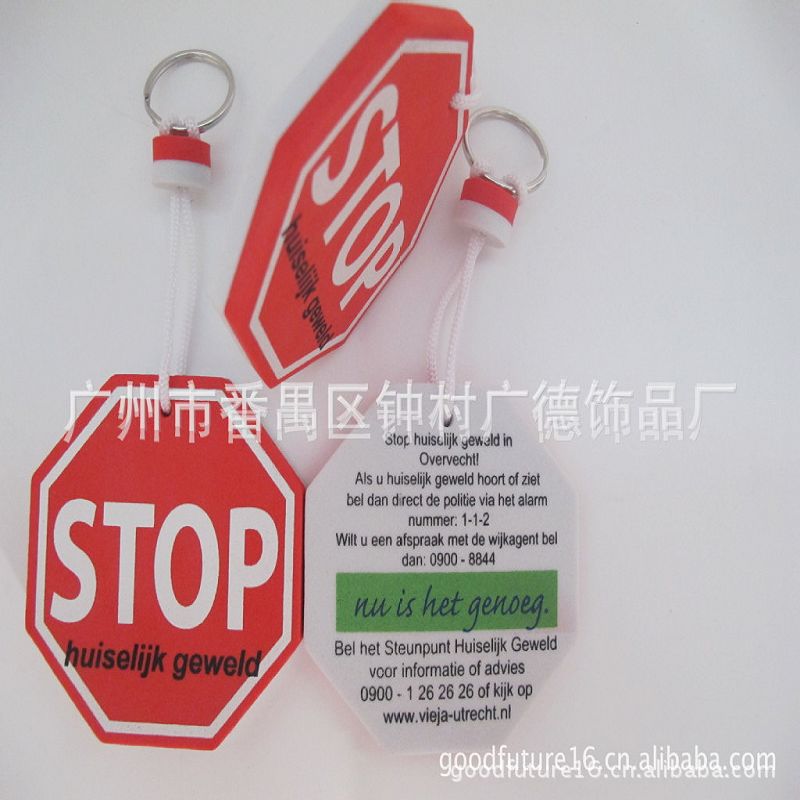 STOP
huiselijk geweld
广州市番禺区钟村广德饰品厂
STOP
huiselijk geweld
Stop huiselijk geweld in
Overvecht!
Als u huiselijk geweld hoort of ziet
bel dan direct de politie via het alarm
nummer: 1-1-2
Wilt u een afspraak met de wijkagent bel
dan: 0900 - 8844
nu is het genoeg.
Bel het Steunpunt Huiselijk Geweld
voor informatie of advies
0900 - 1 26 26 26 of kijk op
www.vieja-utrecht.nl
goodfuture16.cn.alibaba.com